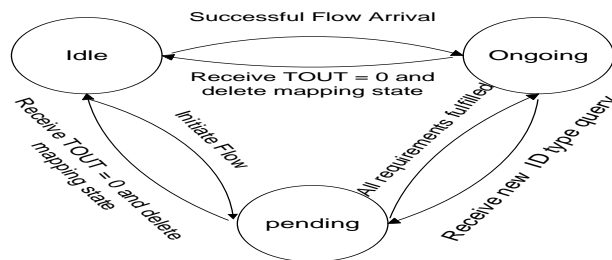 Successful Flow Arrival
Idle
Ongoing
Receive TOUT = 0 and
delete mapping state
Receive TOUT = 0 and delete
mapping state
Initiate Flow
All requirements fulfilled
Receive new ID type query
pending